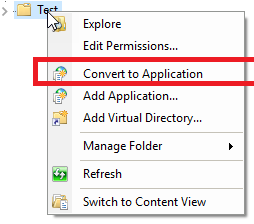 Test
Explore
Edit Permissions...
Convert to Application
Add Application...
Add Virtual Directory...
Manage Folder
Refresh
Switch to Content View